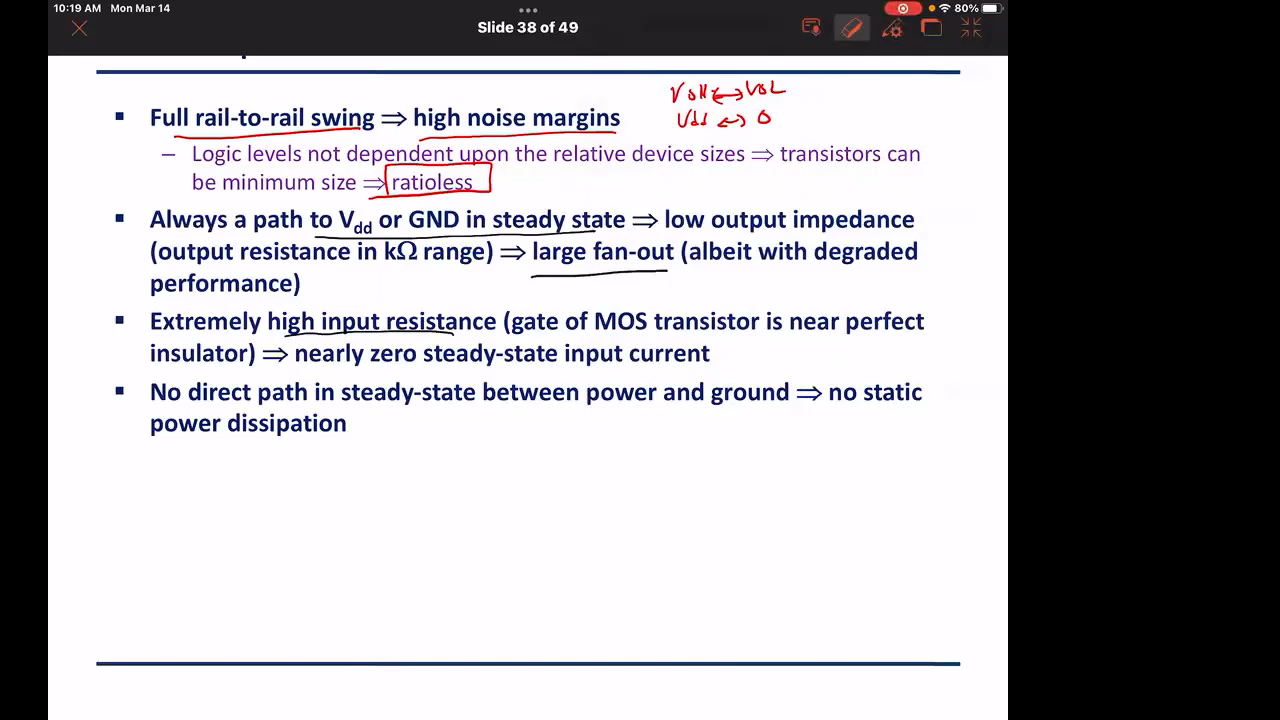 10:19 AM Mon Mar 14
80%
Slide 38 of 49
VOH ↔ VOL
▪ Full rail-to-rail swing ⇒ high noise margins
Vdd ↔ 0
– Logic levels not dependent upon the relative device sizes ⇒ transistors can
be minimum size ⇒ ratioless
▪ Always a path to Vdd or GND in steady state ⇒ low output impedance
(output resistance in kΩ range) ⇒ large fan-out (albeit with degraded
performance)
▪ Extremely high input resistance (gate of MOS transistor is near perfect
insulator) ⇒ nearly zero steady-state input current
▪ No direct path in steady-state between power and ground ⇒ no static
power dissipation